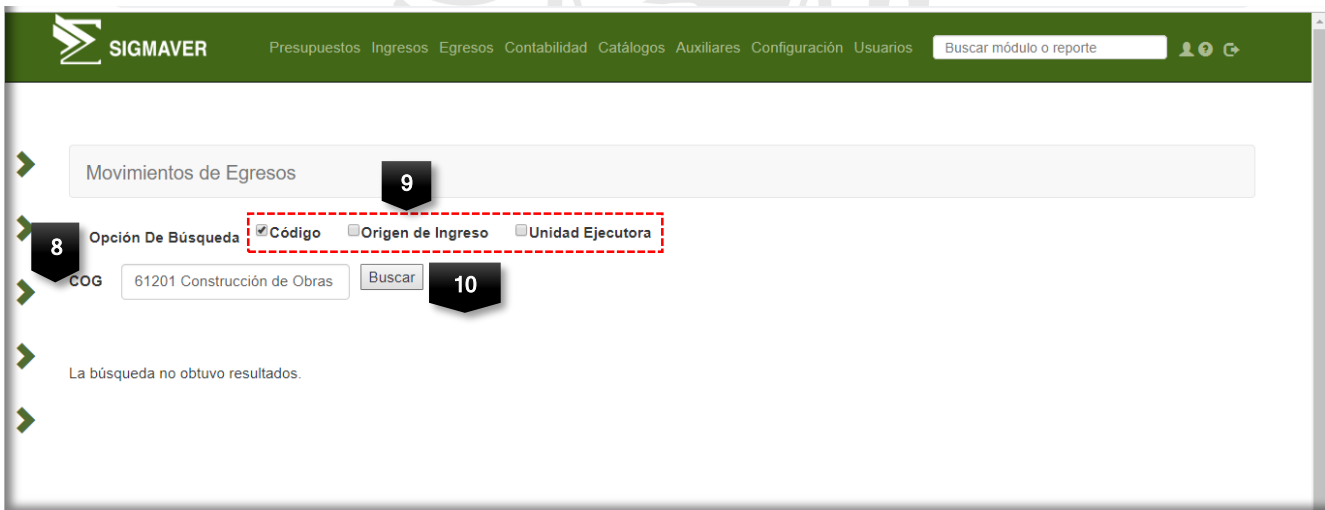 SIGMAVER Presupuestos Ingresos Egresos Contabilidad Catálogos Auxiliares Configuración Usuarios Buscar módulo o reporte
Movimientos de Egresos
9
8 Opción De Búsqueda Código Origen de Ingreso Unidad Ejecutora
COG 61201 Construcción de Obras Buscar 10
La búsqueda no obtuvo resultados.